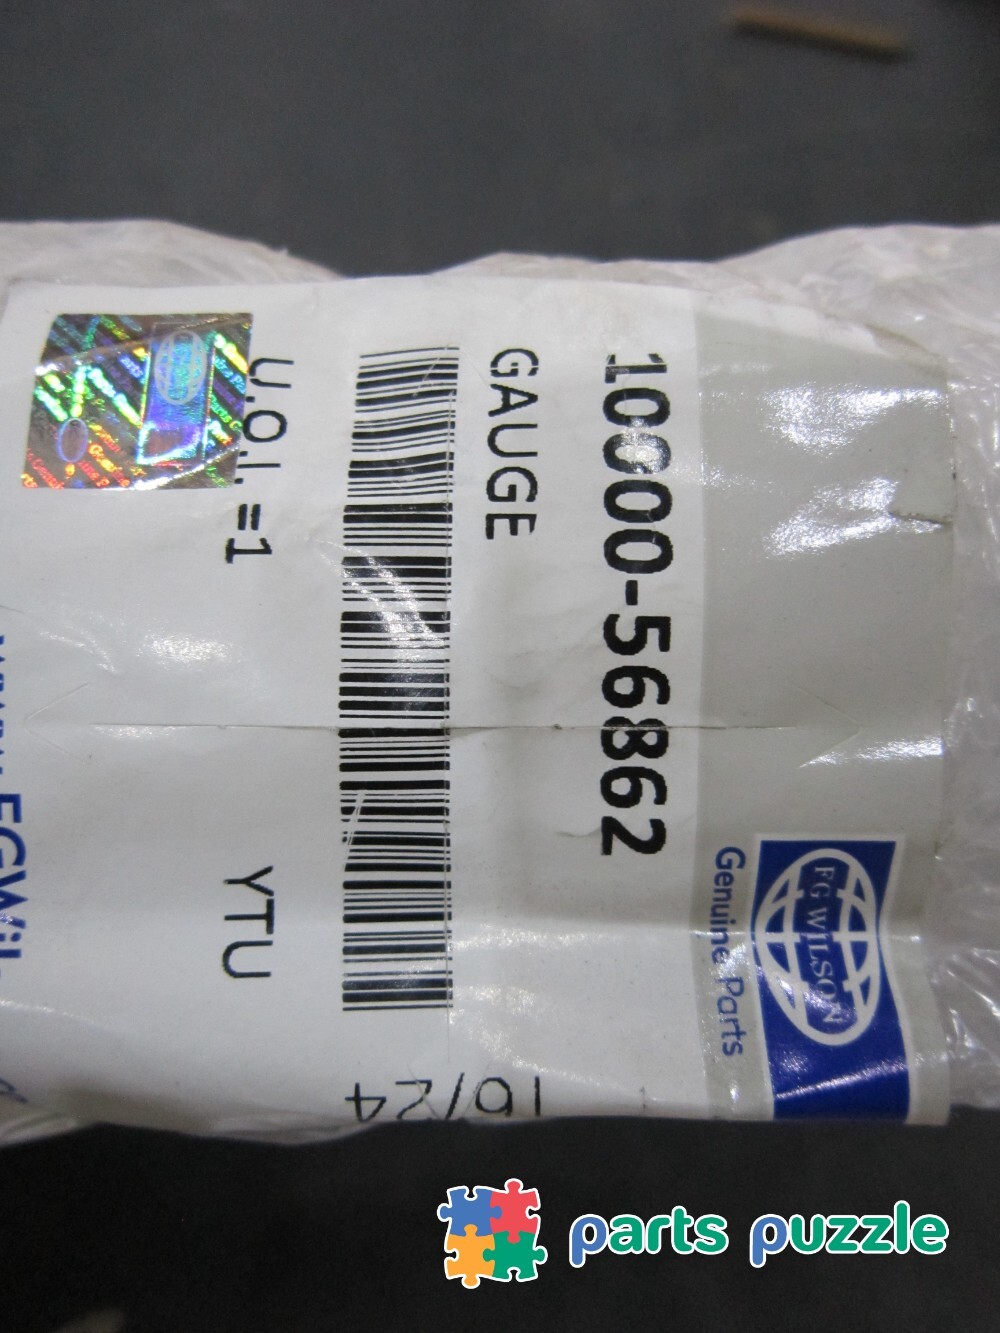 FG WILSON
Genuine Parts
10000-56862
GAUGE
U.O.I. =1
YTU
16/24
parts puzzle